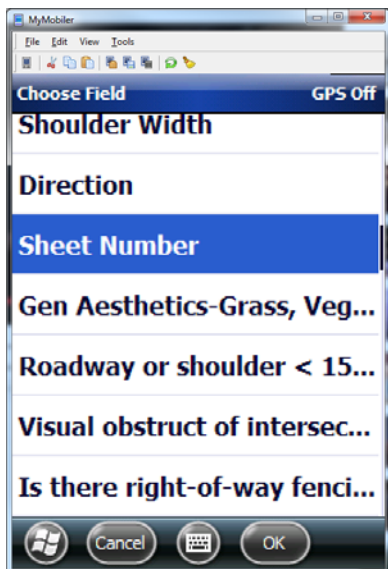 MyMobiler
File Edit View Tools
Choose Field GPS Off
Shoulder Width
Direction
Sheet Number
Gen Aesthetics-Grass, Veg...
Roadway or shoulder < 15...
Visual obstruct of intersec...
Is there right-of-way fenci...
Cancel OK